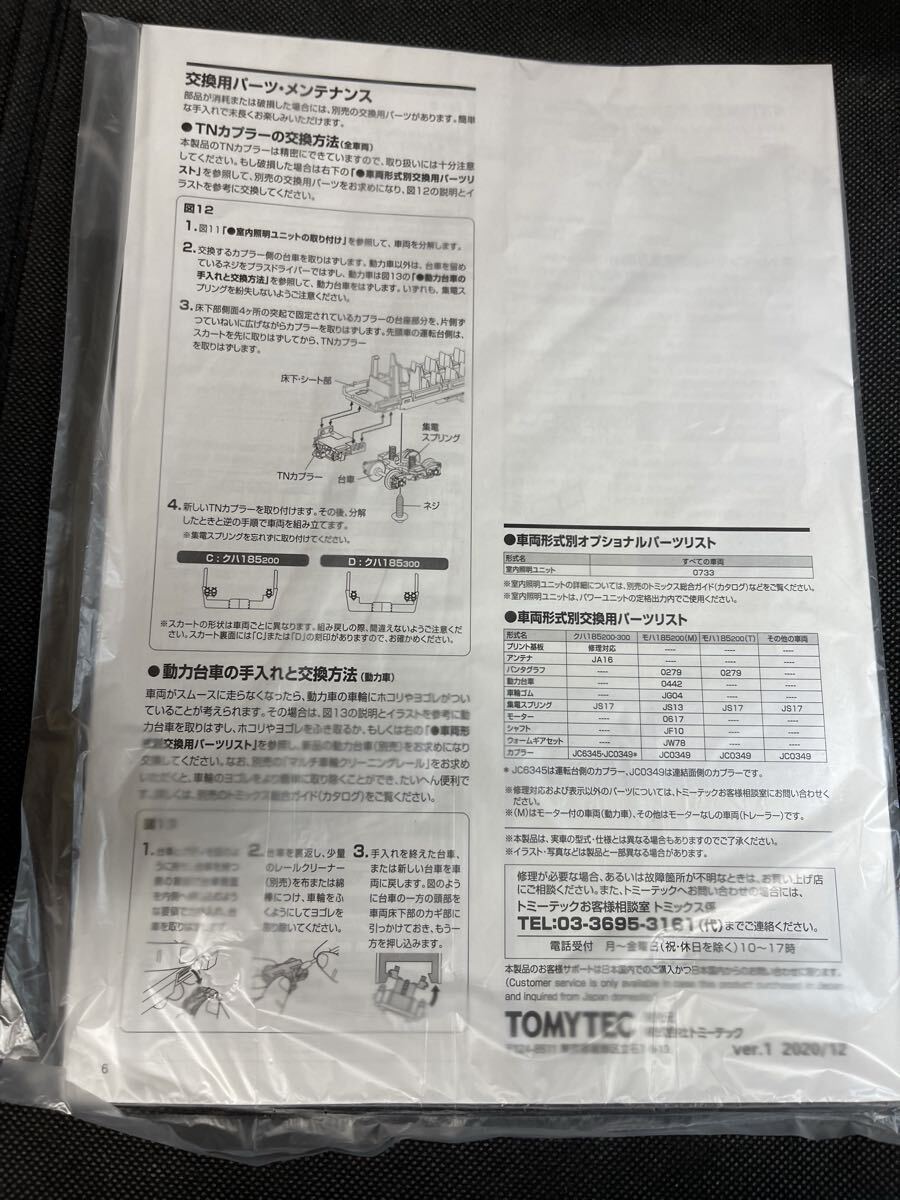 交換用パーツ・メンテナンス
部品が消耗または破損した場合には、別売の交換用パーツがあります。簡単
な手入れで末長くお楽しみいただけます。
●TNカプラーの交換方法(全車両)
本製品のTNカプラーは精密にできていますので、取り扱いには十分注意
してください。もし破損した場合は右下の「●車両形式別交換用パーツリ
スト」を参照して、別売の交換用パーツをお求めになり、図12の説明とイ
ラストを参考に交換してください。
図12
1.図11「●室内照明ユニットの取り付け」を参照して、車両を分解します。
2.交換するカプラー側の台車を取りはずします。動力車以外は、台車を留め
ているネジをプラスドライバーではずし、動力車は図13の「●動力台車の
手入れと交換方法」を参照して、動力台車をはずします。いずれも、集電ス
プリングを紛失しないようご注意ください。
3.床下部側面4ヶ所の突起で固定されているカプラーの台座部分を、片側ず
つていねいに広げながらカプラーを取りはずします。先頭車の運転台側は、
スカートを先に取りはずしてから、TNカプラー
を取りはずします。
床下・シート部
集電
スプリング
TNカプラー
台車
ネジ
4.新しいTNカプラーを取り付けます。その後、分解
したときと逆の手順で車両を組み立てます。
※集電スプリングを忘れずに取り付けてください。
C:クハ185200 D:クハ185300
※スカートの形状は車両ごとに異なります。組み戻しの際、間違えないようご注意くだ
さい。スカート裏面には「C」または「D」の刻印がありますので、お確かめください。
●動力台車の手入れと交換方法(動力車)
車両がスムースに走らなくなったら、動力車の車輪にホコリやヨゴレがつい
ていることが考えられます。その場合は、図13の説明とイラストを参考に動
力台車を取りはずし、ホコリやヨゴレをふき取るか、もしくは右の「●車両形
式別交換用パーツリスト」を参照し、新品の動力台車(別売)をお求めになり
交換してください。なお、別売の「マルチ車輪クリーニングレール」をお求め
いただくと、車輪のヨゴレをより簡単に取り除くことができ、たいへん便利で
す。詳しくは、別売のトミックス総合ガイド(カタログ)をご覧ください。
図13
1.
2.台車を裏返し、少量
のレールクリーナー
(別売)を布または綿
棒につけ、車輪をふ
くようにしてヨゴレを
取り除いてください。
3.手入れを終えた台車、
または新しい台車を車
両に戻します。図のよう
に台車の一方の頭部を
車両床下部のカギ部に
引っかけておき、もう一
方を押し込みます。
6
●車両形式別オプショナルパーツリスト
形式名 すべての車両
室内照明ユニット 0733
※室内照明ユニットの詳細については、別売のトミックス総合ガイド(カタログ)などをご覧ください。
※室内照明ユニットは、パワーユニットの定格出力内でご使用ください。
●車両形式別交換用パーツリスト
形式名 クハ185200・300 モハ185200(M) モハ185200(T) その他の車両
プリント基板 修理対応 ---- ---- ----
アンテナ JA16 ---- ---- ----
パンタグラフ ---- 0279 0279 ----
動力台車 ---- 0442 ---- ----
車輪ゴム ---- JG04 ---- ----
集電スプリング JS17 JS13 JS17 JS17
モーター ---- 0617 ---- ----
シャフト ---- JF10 ---- ----
ウォームギアセット ---- JW78 ---- ----
カプラー JC6345・JC0349* JC0349 JC0349 JC0349
* JC6345は運転台側のカプラー、JC0349は連結面側のカプラーです。
※修理対応および表示以外のパーツについては、トミーテックお客様相談室にお問い合わせく
ださい。
※(M)はモーター付の車両(動力車)、その他はモーターなしの車両(トレーラー)です。
※本製品は、実車の型式・仕様とは異なる場合もありますのでご了承ください。
※イラスト・写真などは製品と一部異なる場合があります。
修理が必要な場合、あるいは故障箇所が不明なときは、お買い上げ店
にご相談ください。また、トミーテックへお問い合わせの場合には、
トミーテックお客様相談室 トミックス係
TEL:03-3695-3161(代)までご連絡ください。
電話受付 月〜金曜日(祝・休日を除く)10〜17時
本製品のお客様サポートは日本国内でのご購入かつ日本国内からのお問い合わせに限ります。
(Customer service is only available in case this product purchased in Japan
and inquired from Japan domestic.)
TOMYTEC 株式会社トミーテック
ver.1 2020/12